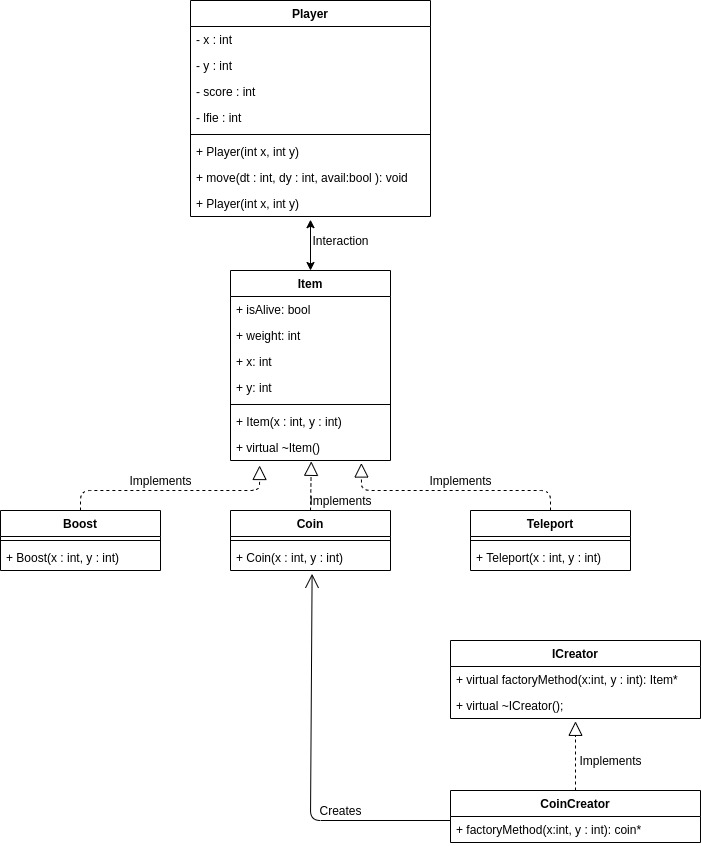 Player
- x : int
- y : int
- score : int
- lfie : int
+ Player(int x, int y)
+ move(dt : int, dy : int, avail:bool ): void
+ Player(int x, int y)
Interaction
Item
+ isAlive: bool
+ weight: int
+ x: int
+ y: int
+ Item(x : int, y : int)
+ virtual ~Item()
Implements
Implements
Implements
Boost
+ Boost(x : int, y : int)
Coin
+ Coin(x : int, y : int)
Teleport
+ Teleport(x : int, y : int)
ICreator
+ virtual factoryMethod(x:int, y : int): Item*
+ virtual ~ICreator();
Implements
Creates
CoinCreator
+ factoryMethod(x:int, y : int): coin*